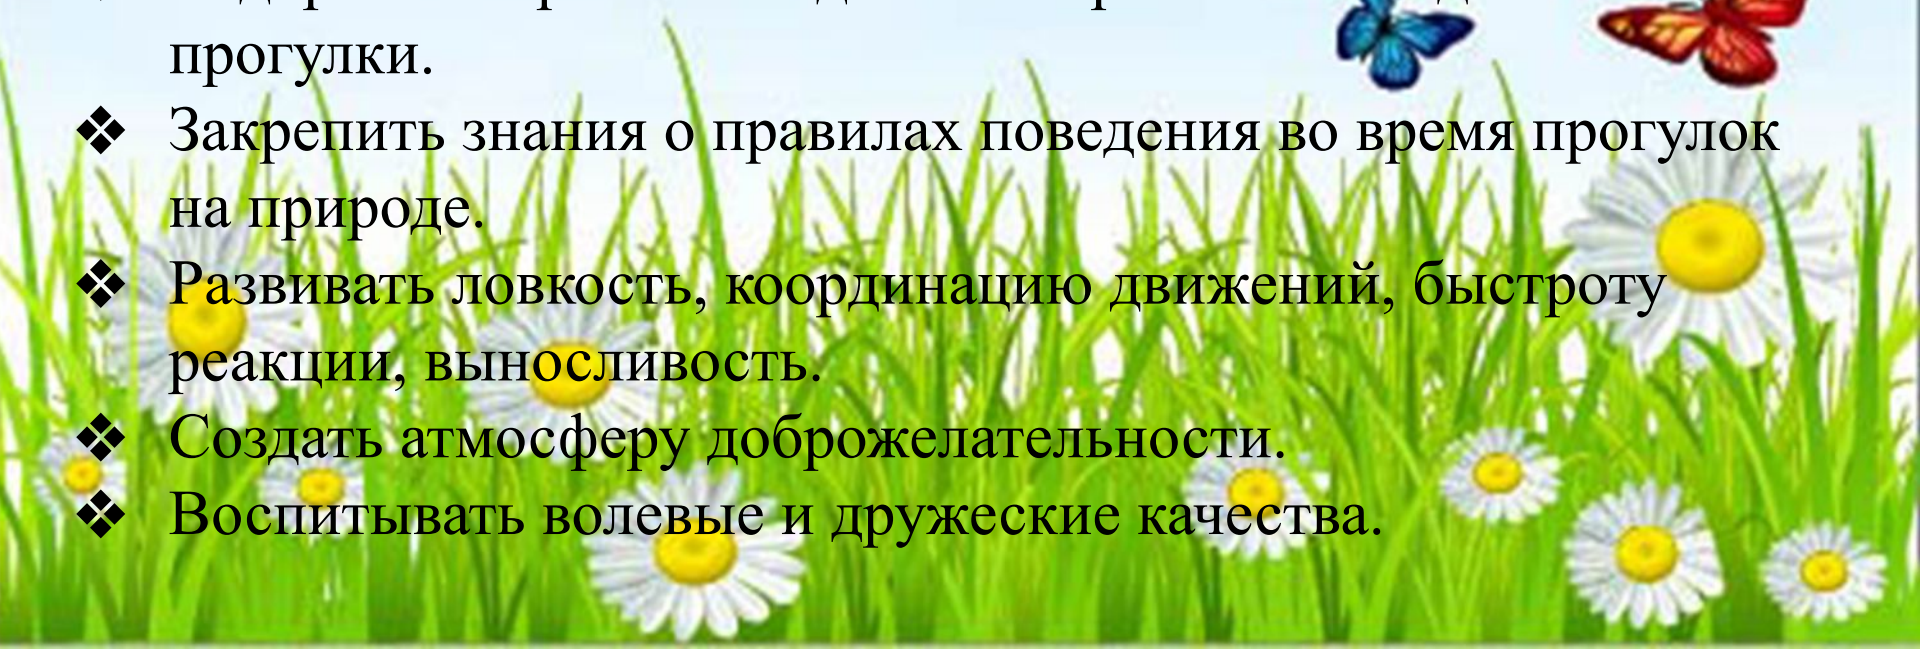 прогулки.
❖ Закрепить знания о правилах поведения во время прогулок
на природе.
❖ Развивать ловкость, координацию движений, быстроту
реакции, выносливость.
❖ Создать атмосферу доброжелательности.
❖ Воспитывать волевые и дружеские качества.